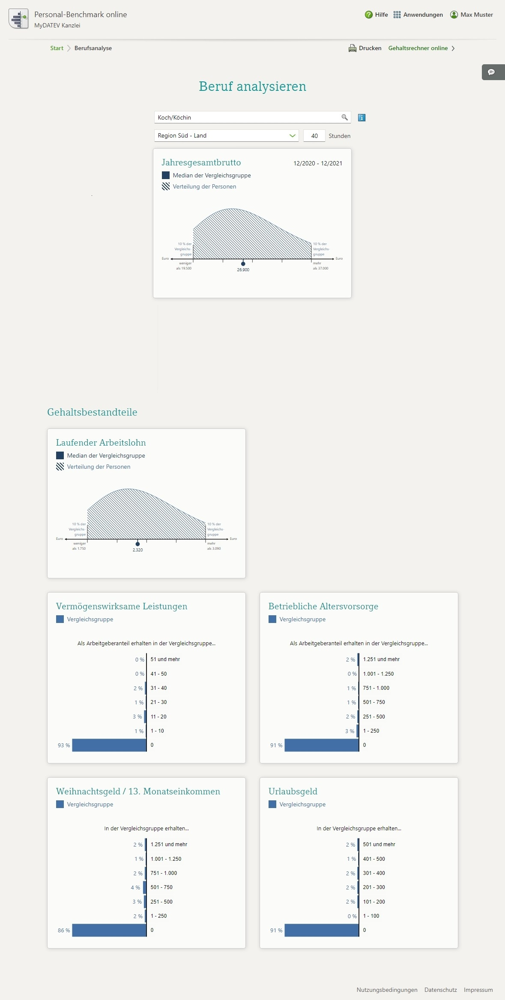 Personal-Benchmark online
MyDATEV Kanzlei
Hilfe
Anwendungen
Max Muster
Start
Berufsanalyse
Drucken
Gehaltsrechner online
Beruf analysieren
Koch/Köchin
Region Süd - Land
40
Stunden
Jahresgesamtbrutto
12/2020 - 12/2021
Median der Vergleichsgruppe
Verteilung der Personen
10 % der
Vergleichs-
gruppe
10 % der
Vergleichs-
gruppe
Euro
Euro
weniger
als 19.500
26.900
mehr
als 37.000
Gehaltsbestandteile
Laufender Arbeitslohn
Median der Vergleichsgruppe
Verteilung der Personen
10 % der
Vergleichs-
gruppe
10 % der
Vergleichs-
gruppe
Euro
Euro
weniger
als 1.750
2.320
mehr
als 3.090
Vermögenswirksame Leistungen
Vergleichsgruppe
Als Arbeitgeberanteil erhalten in der Vergleichsgruppe...
0 % 51 und mehr
0 % 41 - 50
2 % 31 - 40
1 % 21 - 30
3 % 11 - 20
1 % 1 - 10
93 % 0
Betriebliche Altersvorsorge
Vergleichsgruppe
Als Arbeitgeberanteil erhalten in der Vergleichsgruppe...
2 % 1.251 und mehr
0 % 1.001 - 1.250
1 % 751 - 1.000
1 % 501 - 750
2 % 251 - 500
3 % 1 - 250
91 % 0
Weihnachtsgeld / 13. Monatseinkommen
Vergleichsgruppe
In der Vergleichsgruppe erhalten...
2 % 1.251 und mehr
1 % 1.001 - 1.250
2 % 751 - 1.000
4 % 501 - 750
3 % 251 - 500
2 % 1 - 250
86 % 0
Urlaubsgeld
Vergleichsgruppe
In der Vergleichsgruppe erhalten...
2 % 501 und mehr
1 % 401 - 500
2 % 301 - 400
2 % 201 - 300
2 % 101 - 200
0 % 1 - 100
91 % 0
Nutzungsbedingungen
Datenschutz
Impressum